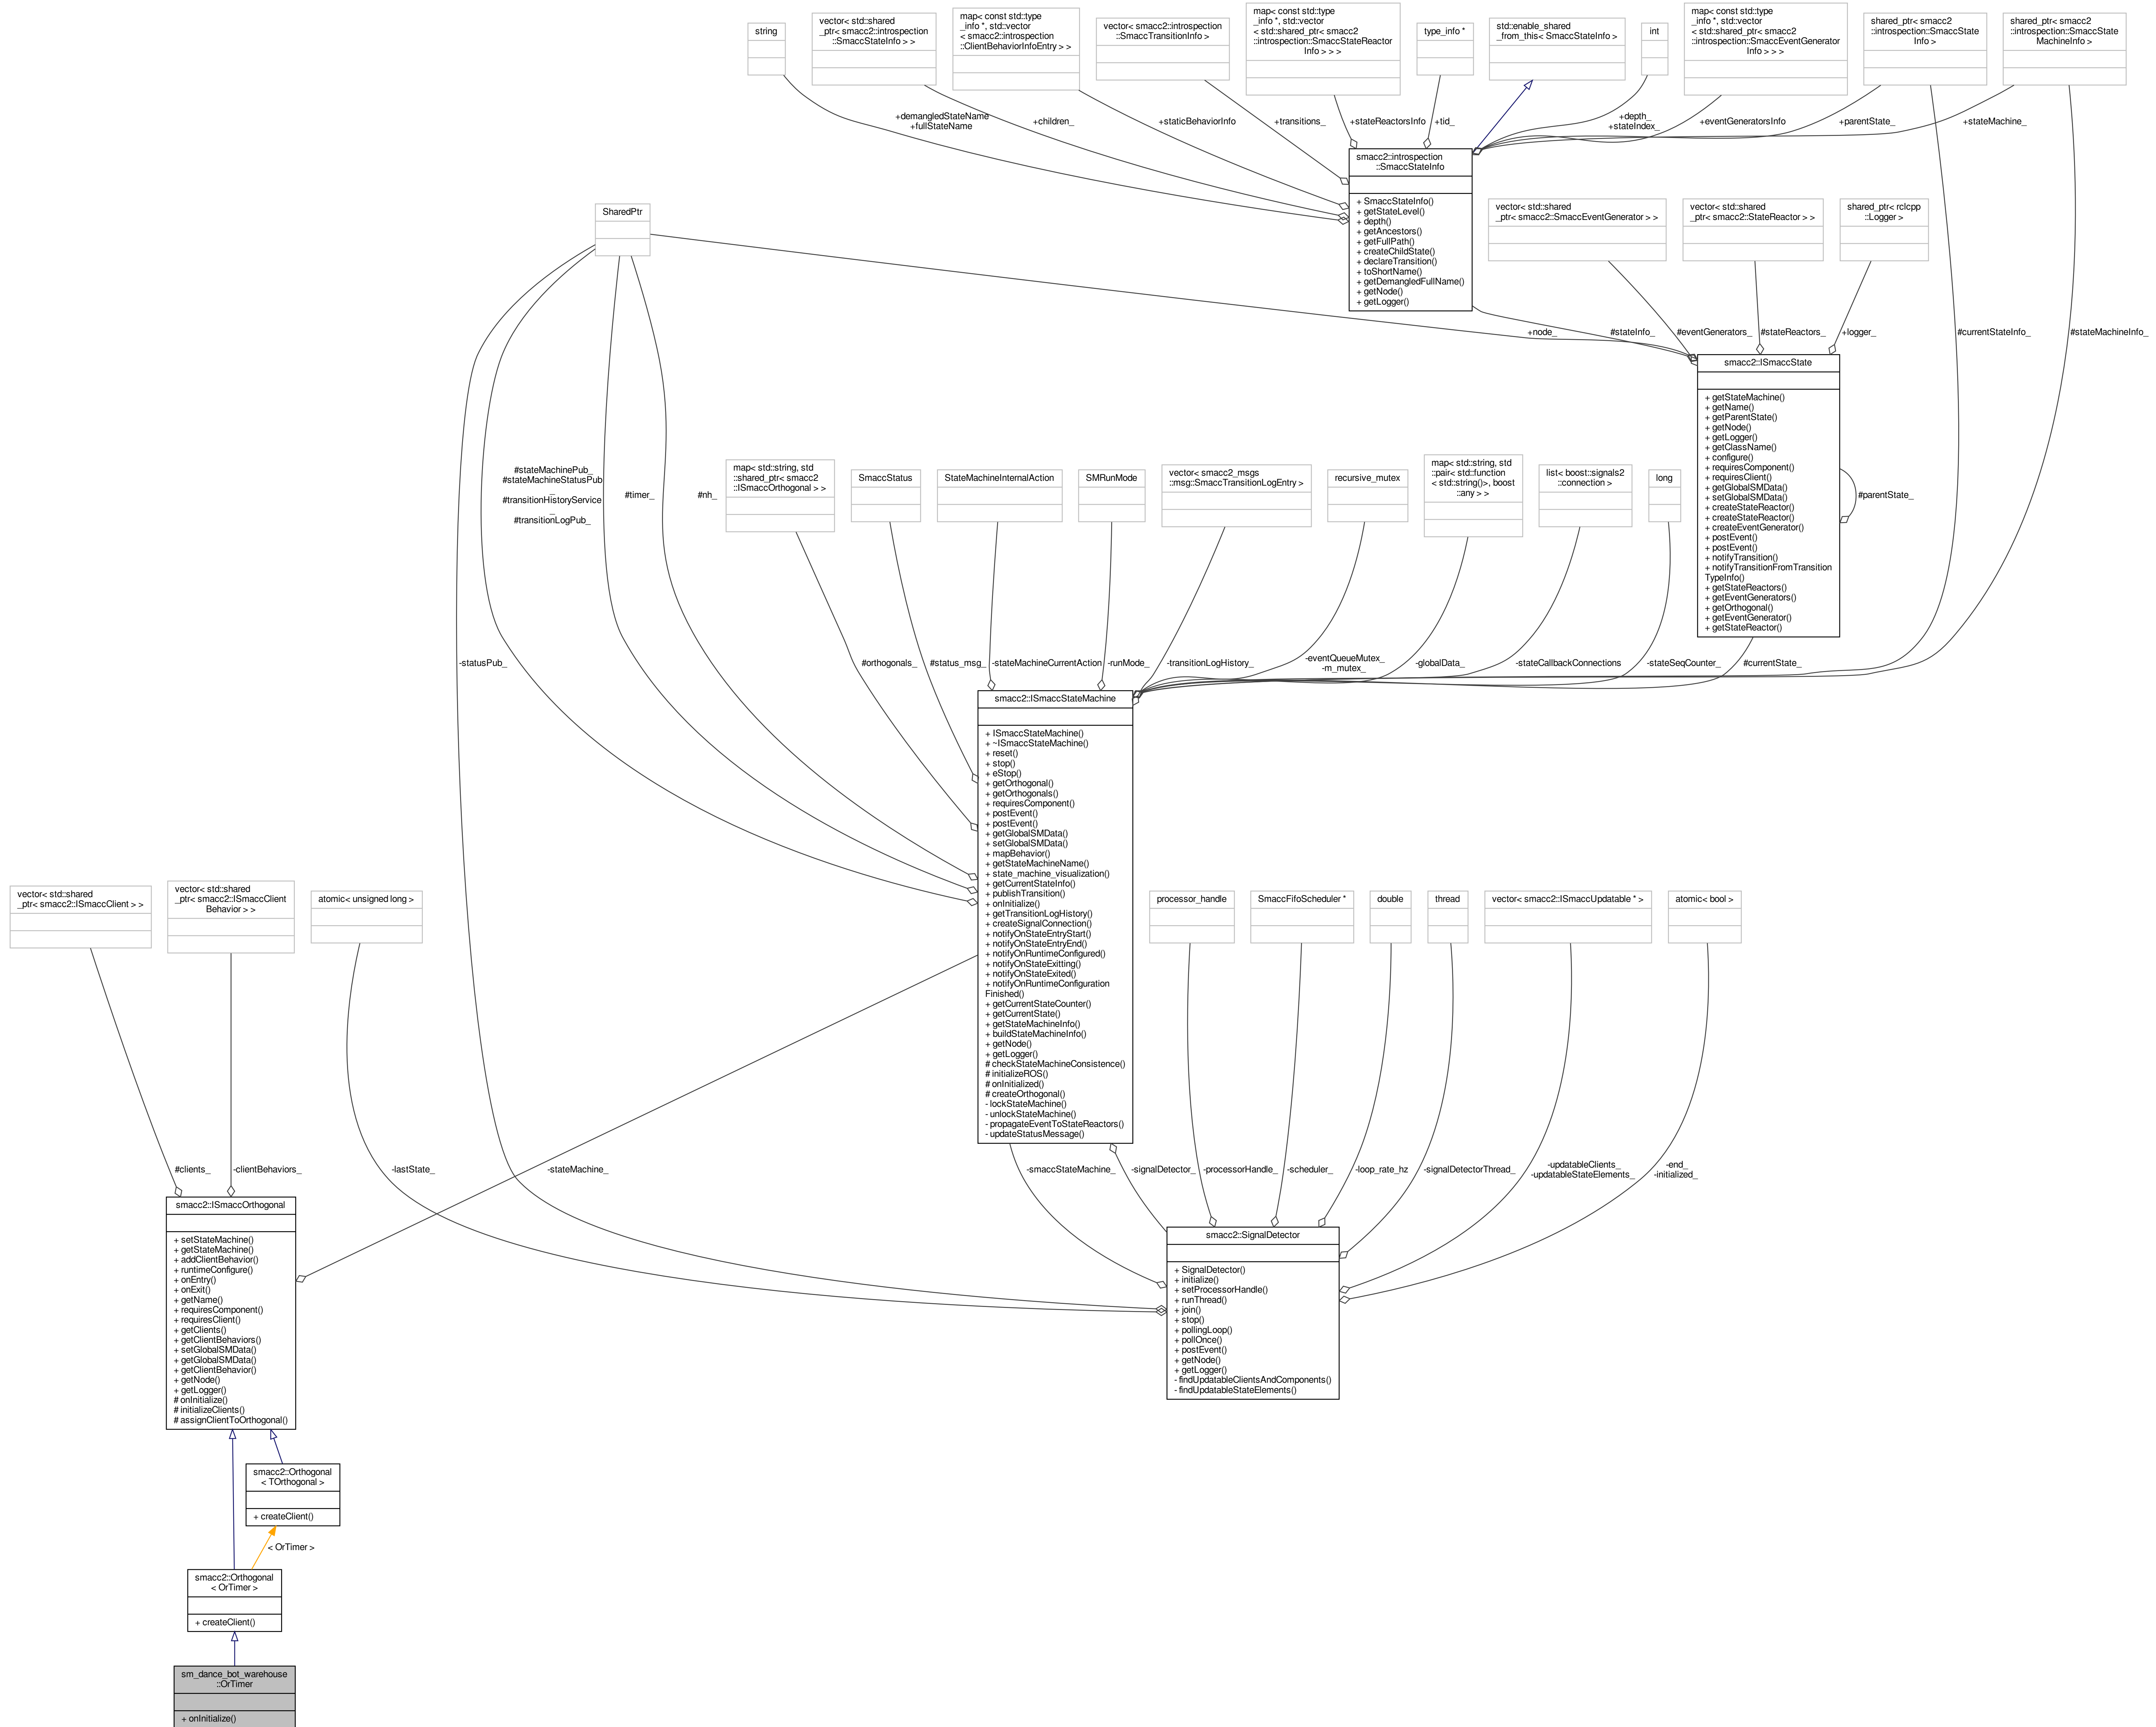 string
vector< std::shared
_ptr< smacc2::introspection
::SmaccStateInfo > >
map< const std::type
_info *, std::vector
< smacc2::introspection
::ClientBehaviorInfoEntry > >
vector< smacc2::introspection
::SmaccTransitionInfo >
map< const std::type
_info *, std::vector
< std::shared_ptr< smacc2
::introspection::SmaccStateReactor
Info > > >
type_info *
std::enable_shared
_from_this< SmaccStateInfo >
int
map< const std::type
_info *, std::vector
< std::shared_ptr< smacc2
::introspection::SmaccEventGenerator
Info > > >
shared_ptr< smacc2
::introspection::SmaccState
Info >
shared_ptr< smacc2
::introspection::SmaccState
MachineInfo >
+demangledStateName
+fullStateName
+children_
+staticBehaviorInfo
+transitions_
+stateReactorsInfo
+tid_
+depth_
+stateIndex_
+eventGeneratorsInfo
+parentState_
+stateMachine_
smacc2::introspection
::SmaccStateInfo
+ SmaccStateInfo()
+ getStateLevel()
+ depth()
+ getAncestors()
+ getFullPath()
+ createChildState()
+ declareTransition()
+ toShortName()
+ getDemangledFullName()
+ getNode()
+ getLogger()
SharedPtr
vector< std::shared
_ptr< smacc2::SmaccEventGenerator > >
vector< std::shared
_ptr< smacc2::StateReactor > >
shared_ptr< rclcpp
::Logger >
+node_
#stateInfo_
#eventGenerators_
#stateReactors_
+logger_
#currentStateInfo_
#stateMachineInfo_
smacc2::ISmaccState
+ getStateMachine()
+ getName()
+ getParentState()
+ getNode()
+ getLogger()
+ getClassName()
+ configure()
+ requiresComponent()
+ requiresClient()
+ getGlobalSMData()
+ setGlobalSMData()
+ createStateReactor()
+ createStateReactor()
+ createEventGenerator()
+ postEvent()
+ postEvent()
+ notifyTransition()
+ notifyTransitionFromTransition
TypeInfo()
+ getStateReactors()
+ getEventGenerators()
+ getOrthogonal()
+ getEventGenerator()
+ getStateReactor()
#parentState_
#stateMachinePub_
#stateMachineStatusPub
_
#transitionHistoryService
_
#transitionLogPub_
#timer_
#nh_
map< std::string, std
::shared_ptr< smacc2
::ISmaccOrthogonal > >
SmaccStatus
StateMachineInternalAction
SMRunMode
vector< smacc2_msgs
::msg::SmaccTransitionLogEntry >
recursive_mutex
map< std::string, std
::pair< std::function
< std::string()>, boost
::any > >
list< boost::signals2
::connection >
long
-statusPub_
#orthogonals_
#status_msg_
-stateMachineCurrentAction
-runMode_
-transitionLogHistory_
-eventQueueMutex_
-m_mutex_
-globalData_
-stateCallbackConnections
-stateSeqCounter_
#currentState_
smacc2::ISmaccStateMachine
+ ISmaccStateMachine()
+ ~ISmaccStateMachine()
+ reset()
+ stop()
+ eStop()
+ getOrthogonal()
+ getOrthogonals()
+ requiresComponent()
+ postEvent()
+ postEvent()
+ getGlobalSMData()
+ setGlobalSMData()
+ mapBehavior()
+ getStateMachineName()
+ state_machine_visualization()
+ getCurrentStateInfo()
+ publishTransition()
+ onInitialize()
+ getTransitionLogHistory()
+ createSignalConnection()
+ notifyOnStateEntryStart()
+ notifyOnStateEntryEnd()
+ notifyOnRuntimeConfigured()
+ notifyOnStateExitting()
+ notifyOnStateExited()
+ notifyOnRuntimeConfiguration
Finished()
+ getCurrentStateCounter()
+ getCurrentState()
+ getStateMachineInfo()
+ buildStateMachineInfo()
+ getNode()
+ getLogger()
# checkStateMachineConsistence()
# initializeROS()
# onInitialized()
# createOrthogonal()
- lockStateMachine()
- unlockStateMachine()
- propagateEventToStateReactors()
- updateStatusMessage()
vector< std::shared
_ptr< smacc2::ISmaccClient > >
vector< std::shared
_ptr< smacc2::ISmaccClient
Behavior > >
atomic< unsigned long >
processor_handle
SmaccFifoScheduler *
double
thread
vector< smacc2::ISmaccUpdatable * >
atomic< bool >
#clients_
-clientBehaviors_
-lastState_
-stateMachine_
-smaccStateMachine_
-signalDetector_
-processorHandle_
-scheduler_
-loop_rate_hz
-signalDetectorThread_
-updatableClients_
-updatableStateElements_
-end_
-initialized_
smacc2::ISmaccOrthogonal
+ setStateMachine()
+ getStateMachine()
+ addClientBehavior()
+ runtimeConfigure()
+ onEntry()
+ onExit()
+ getName()
+ requiresComponent()
+ requiresClient()
+ getClients()
+ getClientBehaviors()
+ setGlobalSMData()
+ getGlobalSMData()
+ getClientBehavior()
+ getNode()
+ getLogger()
# onInitialize()
# initializeClients()
# assignClientToOrthogonal()
smacc2::SignalDetector
+ SignalDetector()
+ initialize()
+ setProcessorHandle()
+ runThread()
+ join()
+ stop()
+ pollingLoop()
+ pollOnce()
+ postEvent()
+ getNode()
+ getLogger()
- findUpdatableClientsAndComponents()
- findUpdatableStateElements()
smacc2::Orthogonal
< TOrthogonal >
+ createClient()
< OrTimer >
smacc2::Orthogonal
< OrTimer >
+ createClient()
sm_dance_bot_warehouse
::OrTimer
+ onInitialize()